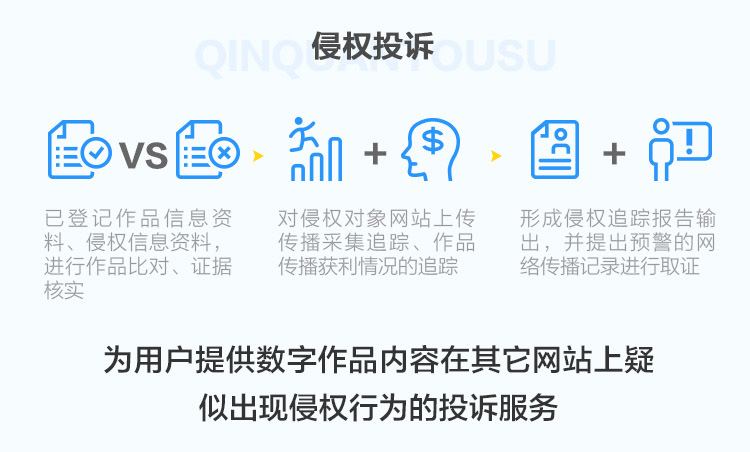 QINQUANTOUSU
侵权投诉
VS
+
+
已登记作品信息资
料、侵权信息资料，
进行作品比对、证据
核实
对侵权对象网站上传
传播采集追踪、作品
传播获利情况的追踪
形成侵权追踪报告输
出，并提出预警的网
络传播记录进行取证
为用户提供数字作品内容在其它网站上疑
似出现侵权行为的投诉服务